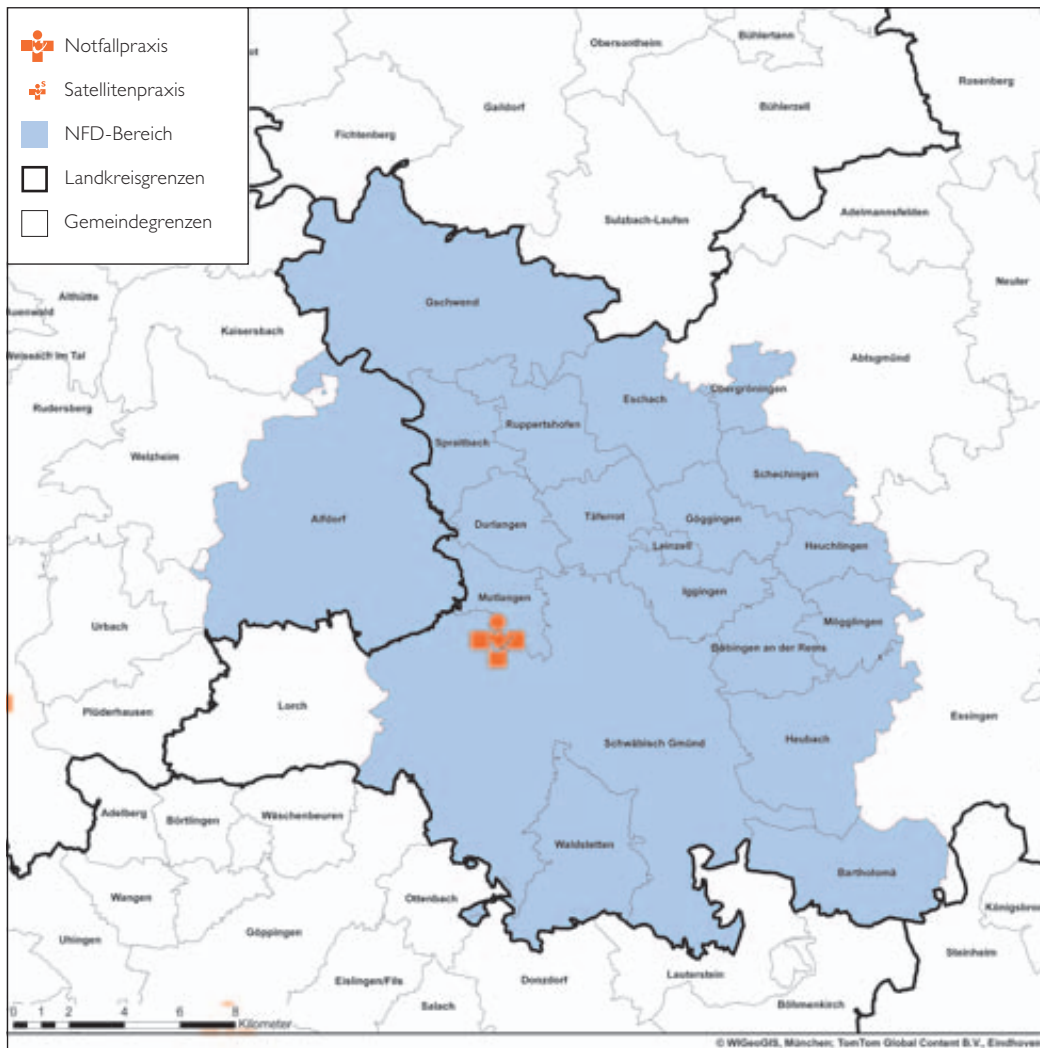 Notfallpraxis
Satellitenpraxis
NFD-Bereich
Landkreisgrenzen
Gemeindegrenzen
Obersontheim
Bühlertann
Rosenberg
Gaildorf
Bühlerzell
Fichtenberg
Sulzbach-Laufen
Adelmannsfelden
Neuler
Althütte
Gschwend
Kaisersbach
Weissach im Tal
Abtsgmünd
Obergröningen
Eschach
Rudersberg
Ruppertshofen
Spraitbach
Welzheim
Schechingen
Alfdorf
Durlangen
Täferrot
Göggingen
Leinzell
Heuchlingen
Iggingen
Mutlangen
Urbach
Mögglingen
Böbingen an der Rems
Lorch
Plüderhausen
Essingen
Schwäbisch Gmünd
Heubach
Adelberg
Börtlingen
Wäschenbeuren
Waldstetten
Bartholomä
Wangen
Ottenbach
Göppingen
Uhingen
Steinheim
Eislingen/Fils
Donzdorf
Lauterstein
Salach
Böhmenkirch
0 1 2 4 6 8
Kilometer
© WIGeoGIS, München; TomTom Global Content B.V., Eindhoven